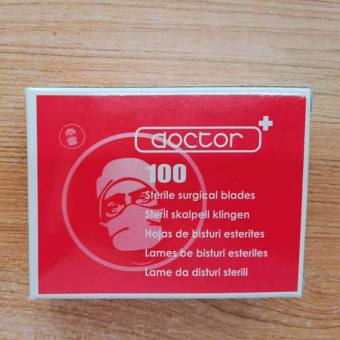 doctor+
100
Sterile surgical blades
Steril skalpell klingen
Hojas de bisturi esterites
Lames be bisturi esteriles
Lame da disturi sterili